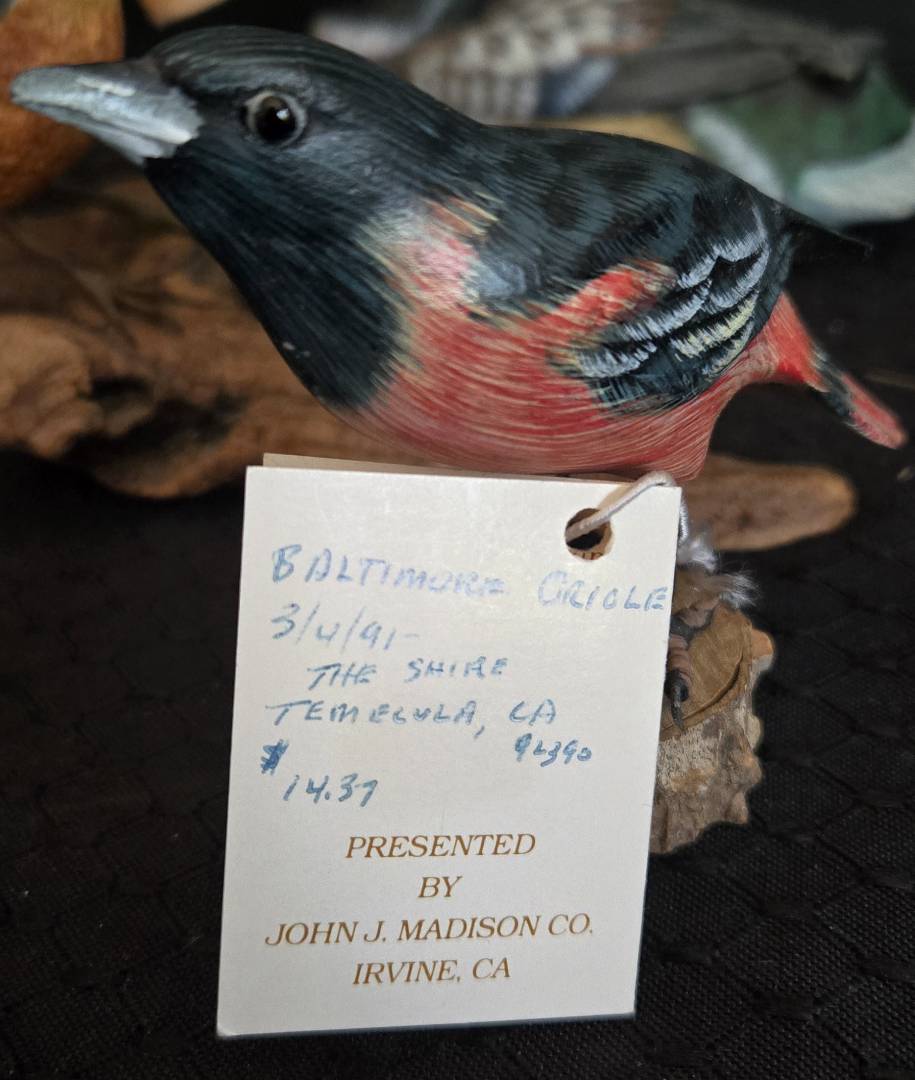 BALTIMORE ORIOLE
3/4/91-
THE SHIRE
TEMECULA, CA
$ 92390
14.37
PRESENTED
BY
JOHN J. MADISON CO.
IRVINE, CA